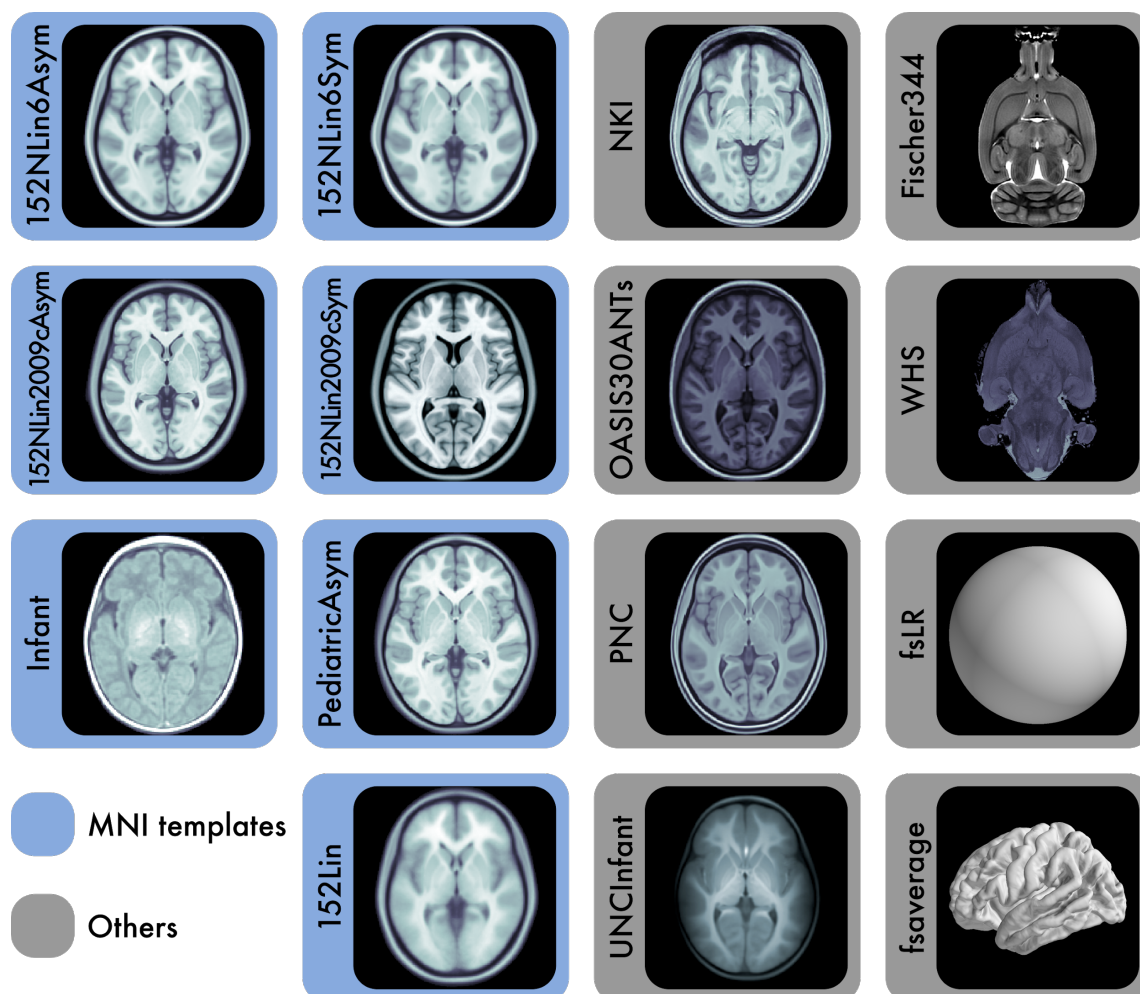 152NLin6Asym
152NLin6Sym
NKI
Fischer344
152NLin2009cAsym
152NLin2009cSym
OASIS30ANTs
WHS
Infant
PediatricAsym
PNC
fsLR
MNI templates
Others
152Lin
UNCInfant
fsaverage